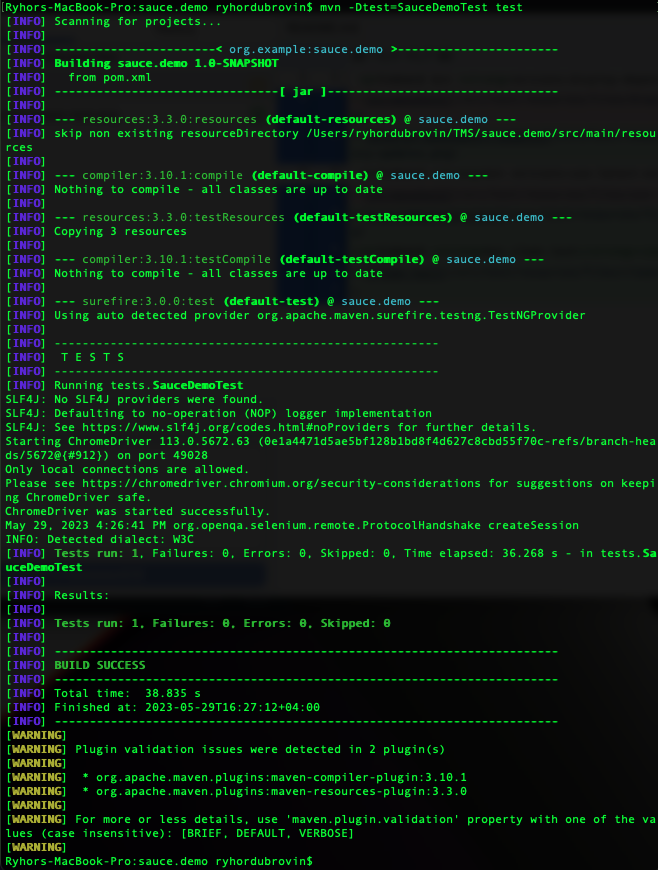 [Ryhors-MacBook-Pro:sauce.demo ryhordubrovin$ mvn -Dtest=SauceDemoTest test
[INFO] Scanning for projects...
[INFO]
[INFO] -----------------------< org.example:sauce.demo >-----------------------
[INFO] Building sauce.demo 1.0-SNAPSHOT
[INFO]   from pom.xml
[INFO] --------------------------------[ jar ]---------------------------------
[INFO]
[INFO] --- resources:3.3.0:resources (default-resources) @ sauce.demo ---
[INFO] skip non existing resourceDirectory /Users/ryhordubrovin/TMS/sauce.demo/src/main/resou
rces
[INFO]
[INFO] --- compiler:3.10.1:compile (default-compile) @ sauce.demo ---
[INFO] Nothing to compile - all classes are up to date
[INFO]
[INFO] --- resources:3.3.0:testResources (default-testResources) @ sauce.demo ---
[INFO] Copying 3 resources
[INFO]
[INFO] --- compiler:3.10.1:testCompile (default-testCompile) @ sauce.demo ---
[INFO] Nothing to compile - all classes are up to date
[INFO]
[INFO] --- surefire:3.0.0:test (default-test) @ sauce.demo ---
[INFO] Using auto detected provider org.apache.maven.surefire.testng.TestNGProvider
[INFO]
[INFO] -------------------------------------------------------
[INFO]  T E S T S
[INFO] -------------------------------------------------------
[INFO] Running tests.SauceDemoTest
SLF4J: No SLF4J providers were found.
SLF4J: Defaulting to no-operation (NOP) logger implementation
SLF4J: See https://www.slf4j.org/codes.html#noProviders for further details.
Starting ChromeDriver 113.0.5672.63 (0e1a4471d5ae5bf128b1bd8f4d627c8cbd55f70c-refs/branch-hea
ds/5672@{#912}) on port 49028
Only local connections are allowed.
Please see https://chromedriver.chromium.org/security-considerations for suggestions on keepi
ng ChromeDriver safe.
ChromeDriver was started successfully.
May 29, 2023 4:26:41 PM org.openqa.selenium.remote.ProtocolHandshake createSession
INFO: Detected dialect: W3C
[INFO] Tests run: 1, Failures: 0, Errors: 0, Skipped: 0, Time elapsed: 36.268 s - in tests.Sa
uceDemoTest
[INFO]
[INFO] Results:
[INFO]
[INFO] Tests run: 1, Failures: 0, Errors: 0, Skipped: 0
[INFO]
[INFO] ------------------------------------------------------------------------
[INFO] BUILD SUCCESS
[INFO] ------------------------------------------------------------------------
[INFO] Total time:  38.835 s
[INFO] Finished at: 2023-05-29T16:27:12+04:00
[INFO] ------------------------------------------------------------------------
[WARNING]
[WARNING] Plugin validation issues were detected in 2 plugin(s)
[WARNING]
[WARNING]  * org.apache.maven.plugins:maven-compiler-plugin:3.10.1
[WARNING]  * org.apache.maven.plugins:maven-resources-plugin:3.3.0
[WARNING]
[WARNING] For more or less details, use 'maven.plugin.validation' property with one of the va
lues (case insensitive): [BRIEF, DEFAULT, VERBOSE]
[WARNING]
Ryhors-MacBook-Pro:sauce.demo ryhordubrovin$